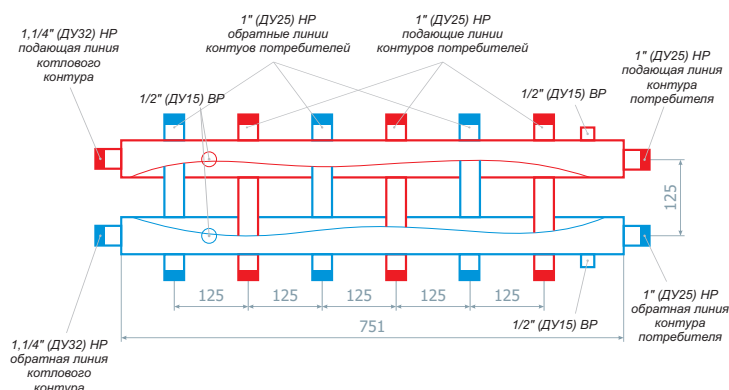 1,1/4" (ДУ32) НР
подающая линия
котлового
контура
1" (ДУ25) НР
обратные линии
контуов потребителей
1" (ДУ25) НР
подающие линии
контуров потребителей
1" (ДУ25) НР
подающая линия
контура
потребителя
1/2" (ДУ15) ВР
1/2" (ДУ15) ВР
125
125
125
125
125
125
751
1/2" (ДУ15) ВР
1,1/4" (ДУ32) НР
обратная линия
котлового
контура
1" (ДУ25) НР
обратная линия
контура
потребителя